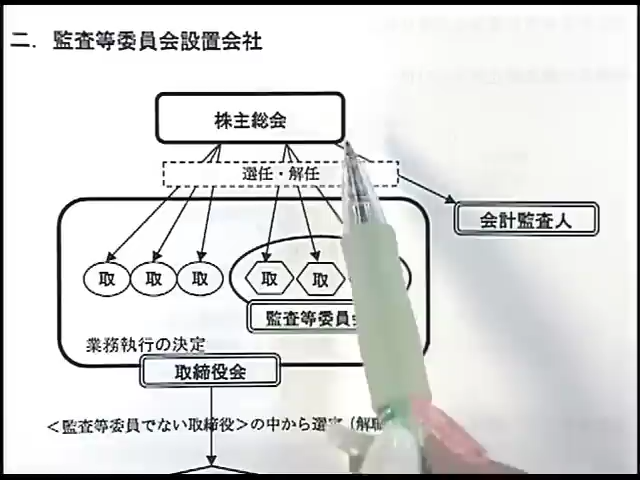 二. 監査等委員会設置会社
株主総会
選任・解任
会計監査人
取 取 取 取 取
監査等委員会
業務執行の決定
取締役会
＜監査等委員でない取締役＞の中から選定（解職